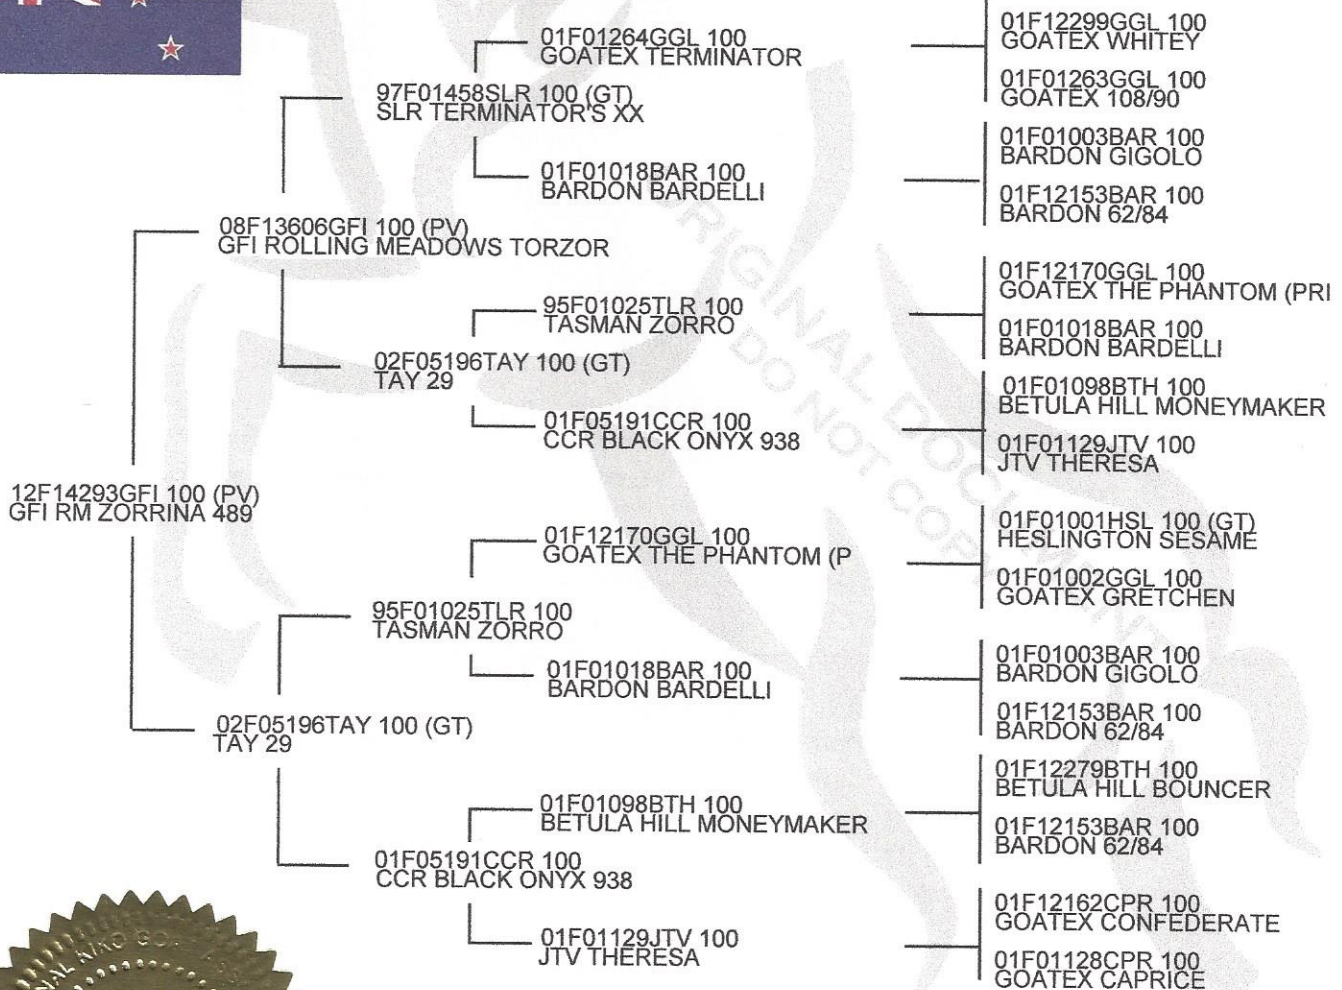 01F12299GGL 100
GOATEX WHITEY
01F01264GGL 100
GOATEX TERMINATOR
01F01263GGL 100
GOATEX 108/90
97F01458SLR 100 (GT)
SLR TERMINATOR'S XX
01F01003BAR 100
BARDON GIGOLO
01F01018BAR 100
BARDON BARDELLI
01F12153BAR 100
BARDON 62/84
08F13606GFI 100 (PV)
GFI ROLLING MEADOWS TORZOR
01F12170GGL 100
GOATEX THE PHANTOM (PRI
95F01025TLR 100
TASMAN ZORRO
01F01018BAR 100
BARDON BARDELLI
02F05196TAY 100 (GT)
TAY 29
01F01098BTH 100
BETULA HILL MONEYMAKER
01F05191CCR 100
CCR BLACK ONYX 938
01F01129JTV 100
JTV THERESA
12F14293GFI 100 (PV)
GFI RM ZORRINA 489
01F01001HSL 100 (GT)
HESLINGTON SESAME
01F12170GGL 100
GOATEX THE PHANTOM (P
01F01002GGL 100
GOATEX GRETCHEN
95F01025TLR 100
TASMAN ZORRO
01F01003BAR 100
BARDON GIGOLO
01F01018BAR 100
BARDON BARDELLI
01F12153BAR 100
BARDON 62/84
02F05196TAY 100 (GT)
TAY 29
01F12279BTH 100
BETULA HILL BOUNCER
01F01098BTH 100
BETULA HILL MONEYMAKER
01F12153BAR 100
BARDON 62/84
01F05191CCR 100
CCR BLACK ONYX 938
01F12162CPR 100
GOATEX CONFEDERATE
01F01129JTV 100
JTV THERESA
01F01128CPR 100
GOATEX CAPRICE
ORIGINAL DOCUMENT
DO NOT COPY
KIKO